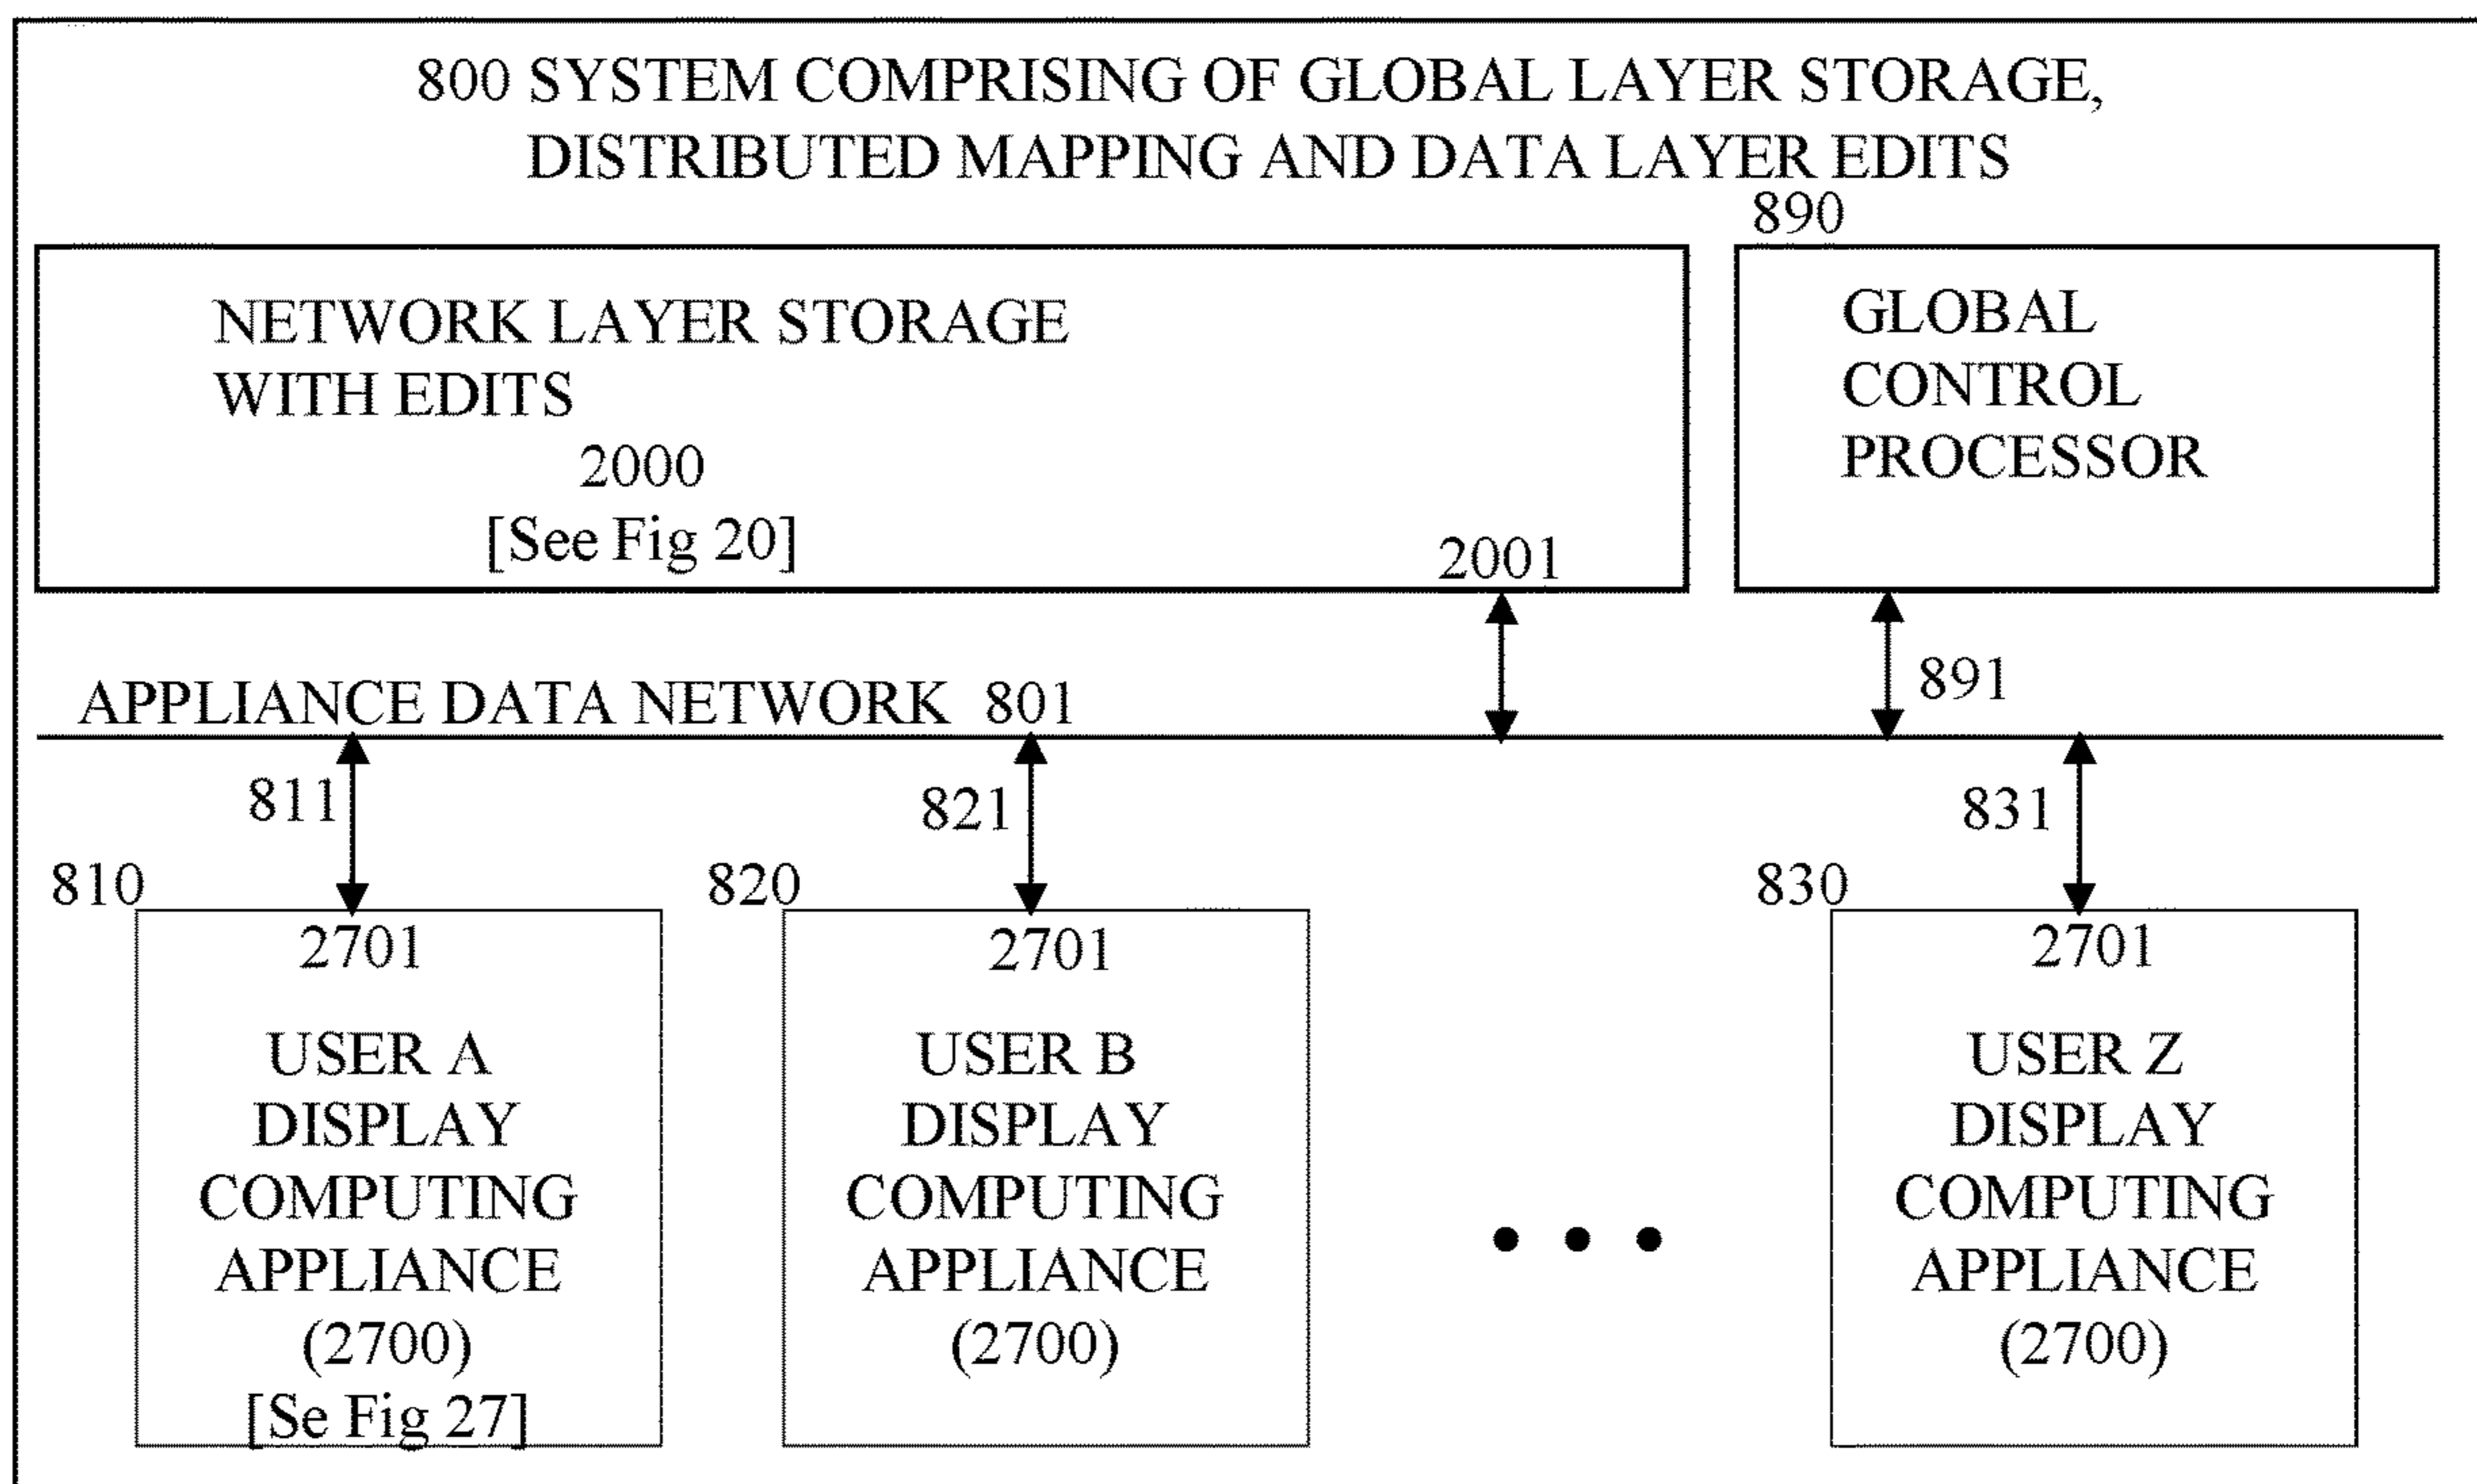 800 SYSTEM COMPRISING OF GLOBAL LAYER STORAGE,
DISTRIBUTED MAPPING AND DATA LAYER EDITS
890
NETWORK LAYER STORAGE
WITH EDITS
2000
[See Fig 20]
2001
GLOBAL
CONTROL
PROCESSOR
891
APPLIANCE DATA NETWORK 801
811
821
831
810
2701
USER A
DISPLAY
COMPUTING
APPLIANCE
(2700)
[Se Fig 27]
820
2701
USER B
DISPLAY
COMPUTING
APPLIANCE
(2700)
• • •
830
2701
USER Z
DISPLAY
COMPUTING
APPLIANCE
(2700)